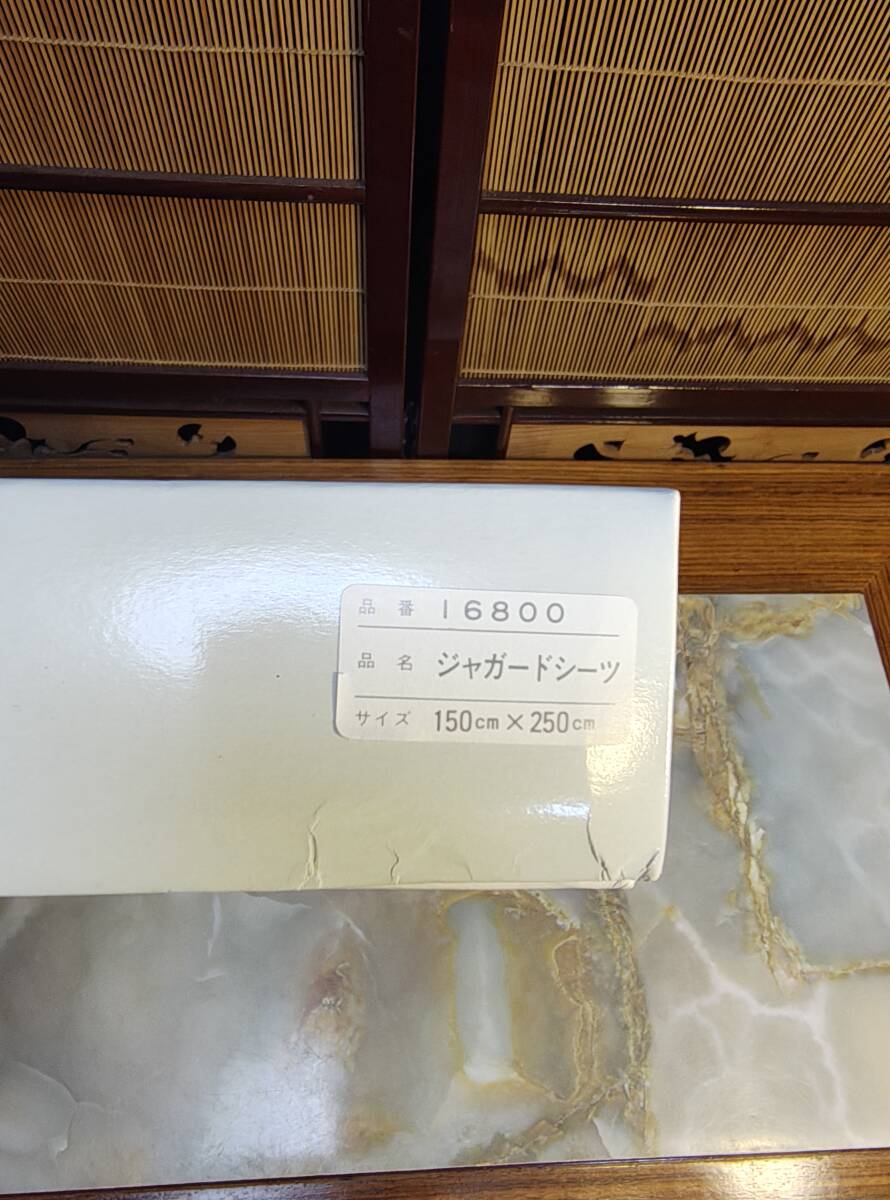 品番 16800
品名 ジャガードシーツ
サイズ 150cm×250cm